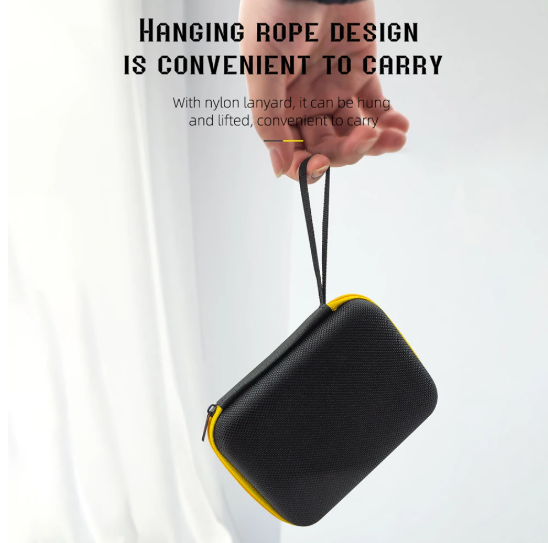 HANGING ROPE DESIGN
IS CONVENIENT TO CARRY
With nylon lanyard, it can be hung
and lifted, convenient to carry